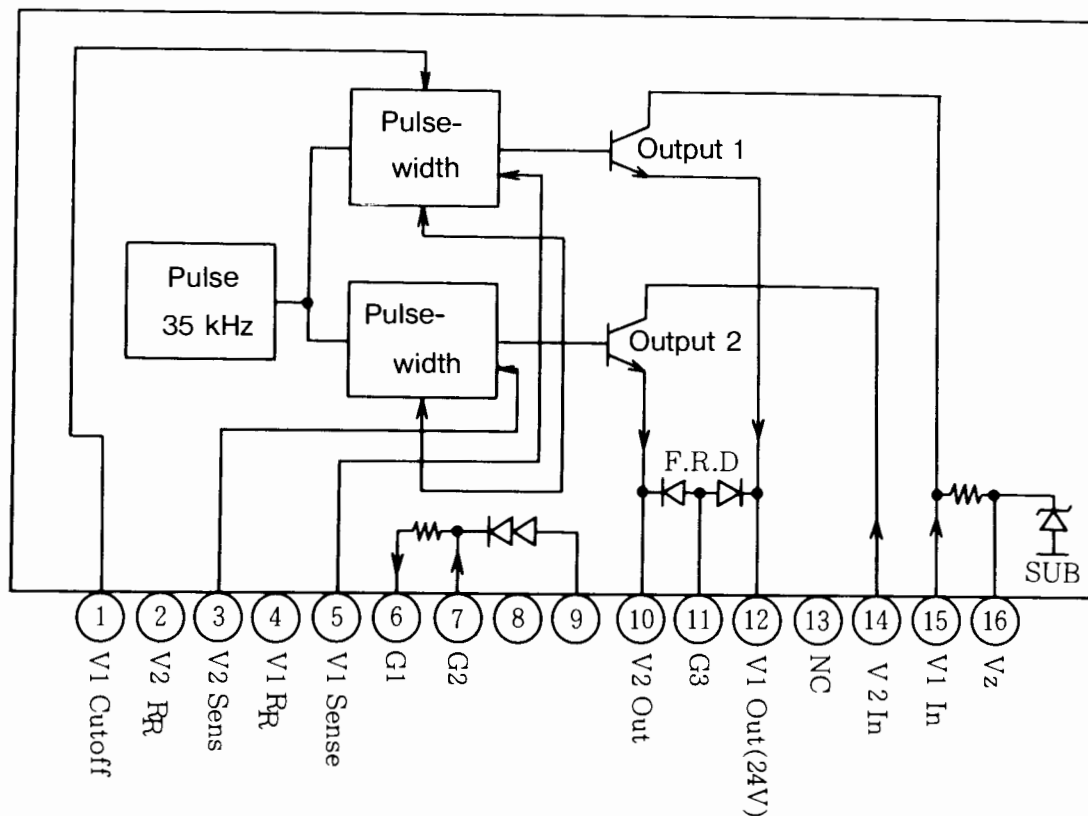 Pulse-
width
Output 1
Pulse
35 kHz
Pulse-
width
Output 2
F.R.D
SUB
1
2
3
4
5
6
7
8
9
10
11
12
13
14
15
16
V1 Cutoff
V2 RR
V2 Sens
V1 RR
V1 Sense
G1
G2
V2 Out
G3
V1 Out(24V)
NC
V 2 In
V1 In
Vz